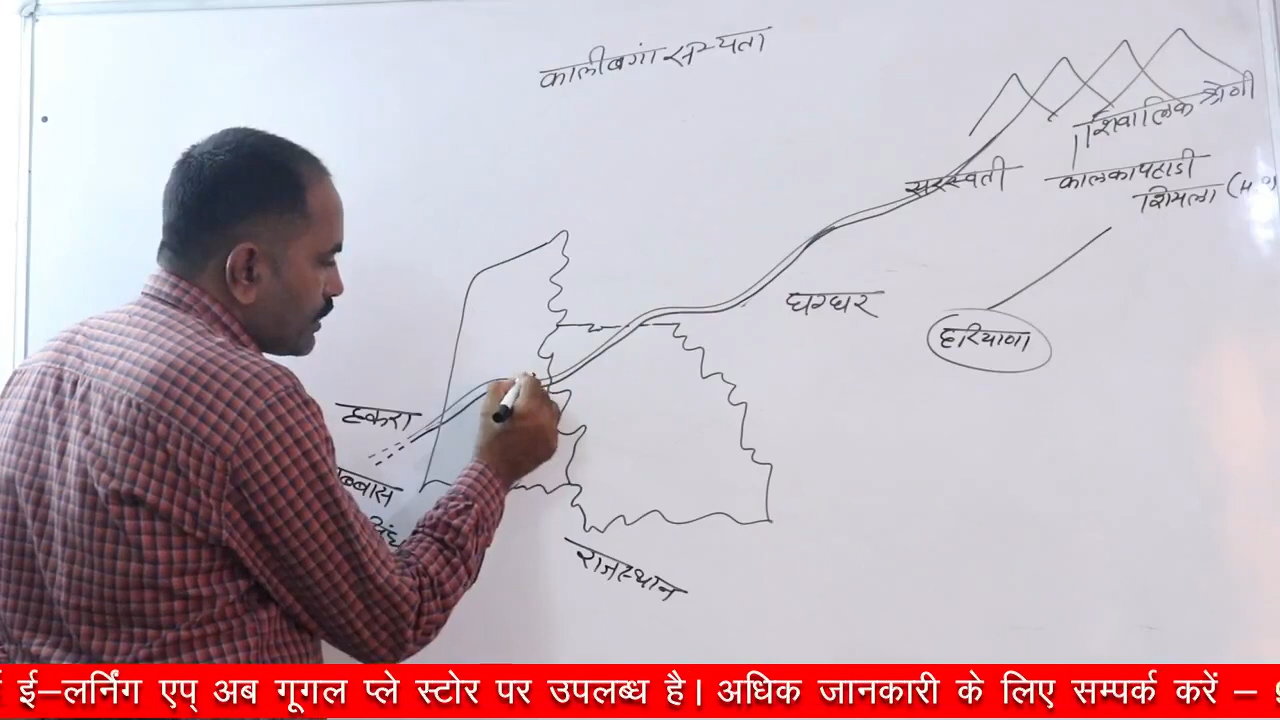 कालीबगां सभ्यता
शिवालिक श्रेणी
सरस्वती
कालका पहाडी
शिमला
घग्घर
हरियाणा
हकरा
राजस्थान
ई–लर्निंग एप् अब गूगल प्ले स्टोर पर उपलब्ध है। अधिक जानकारी के लिए सम्पर्क करें –